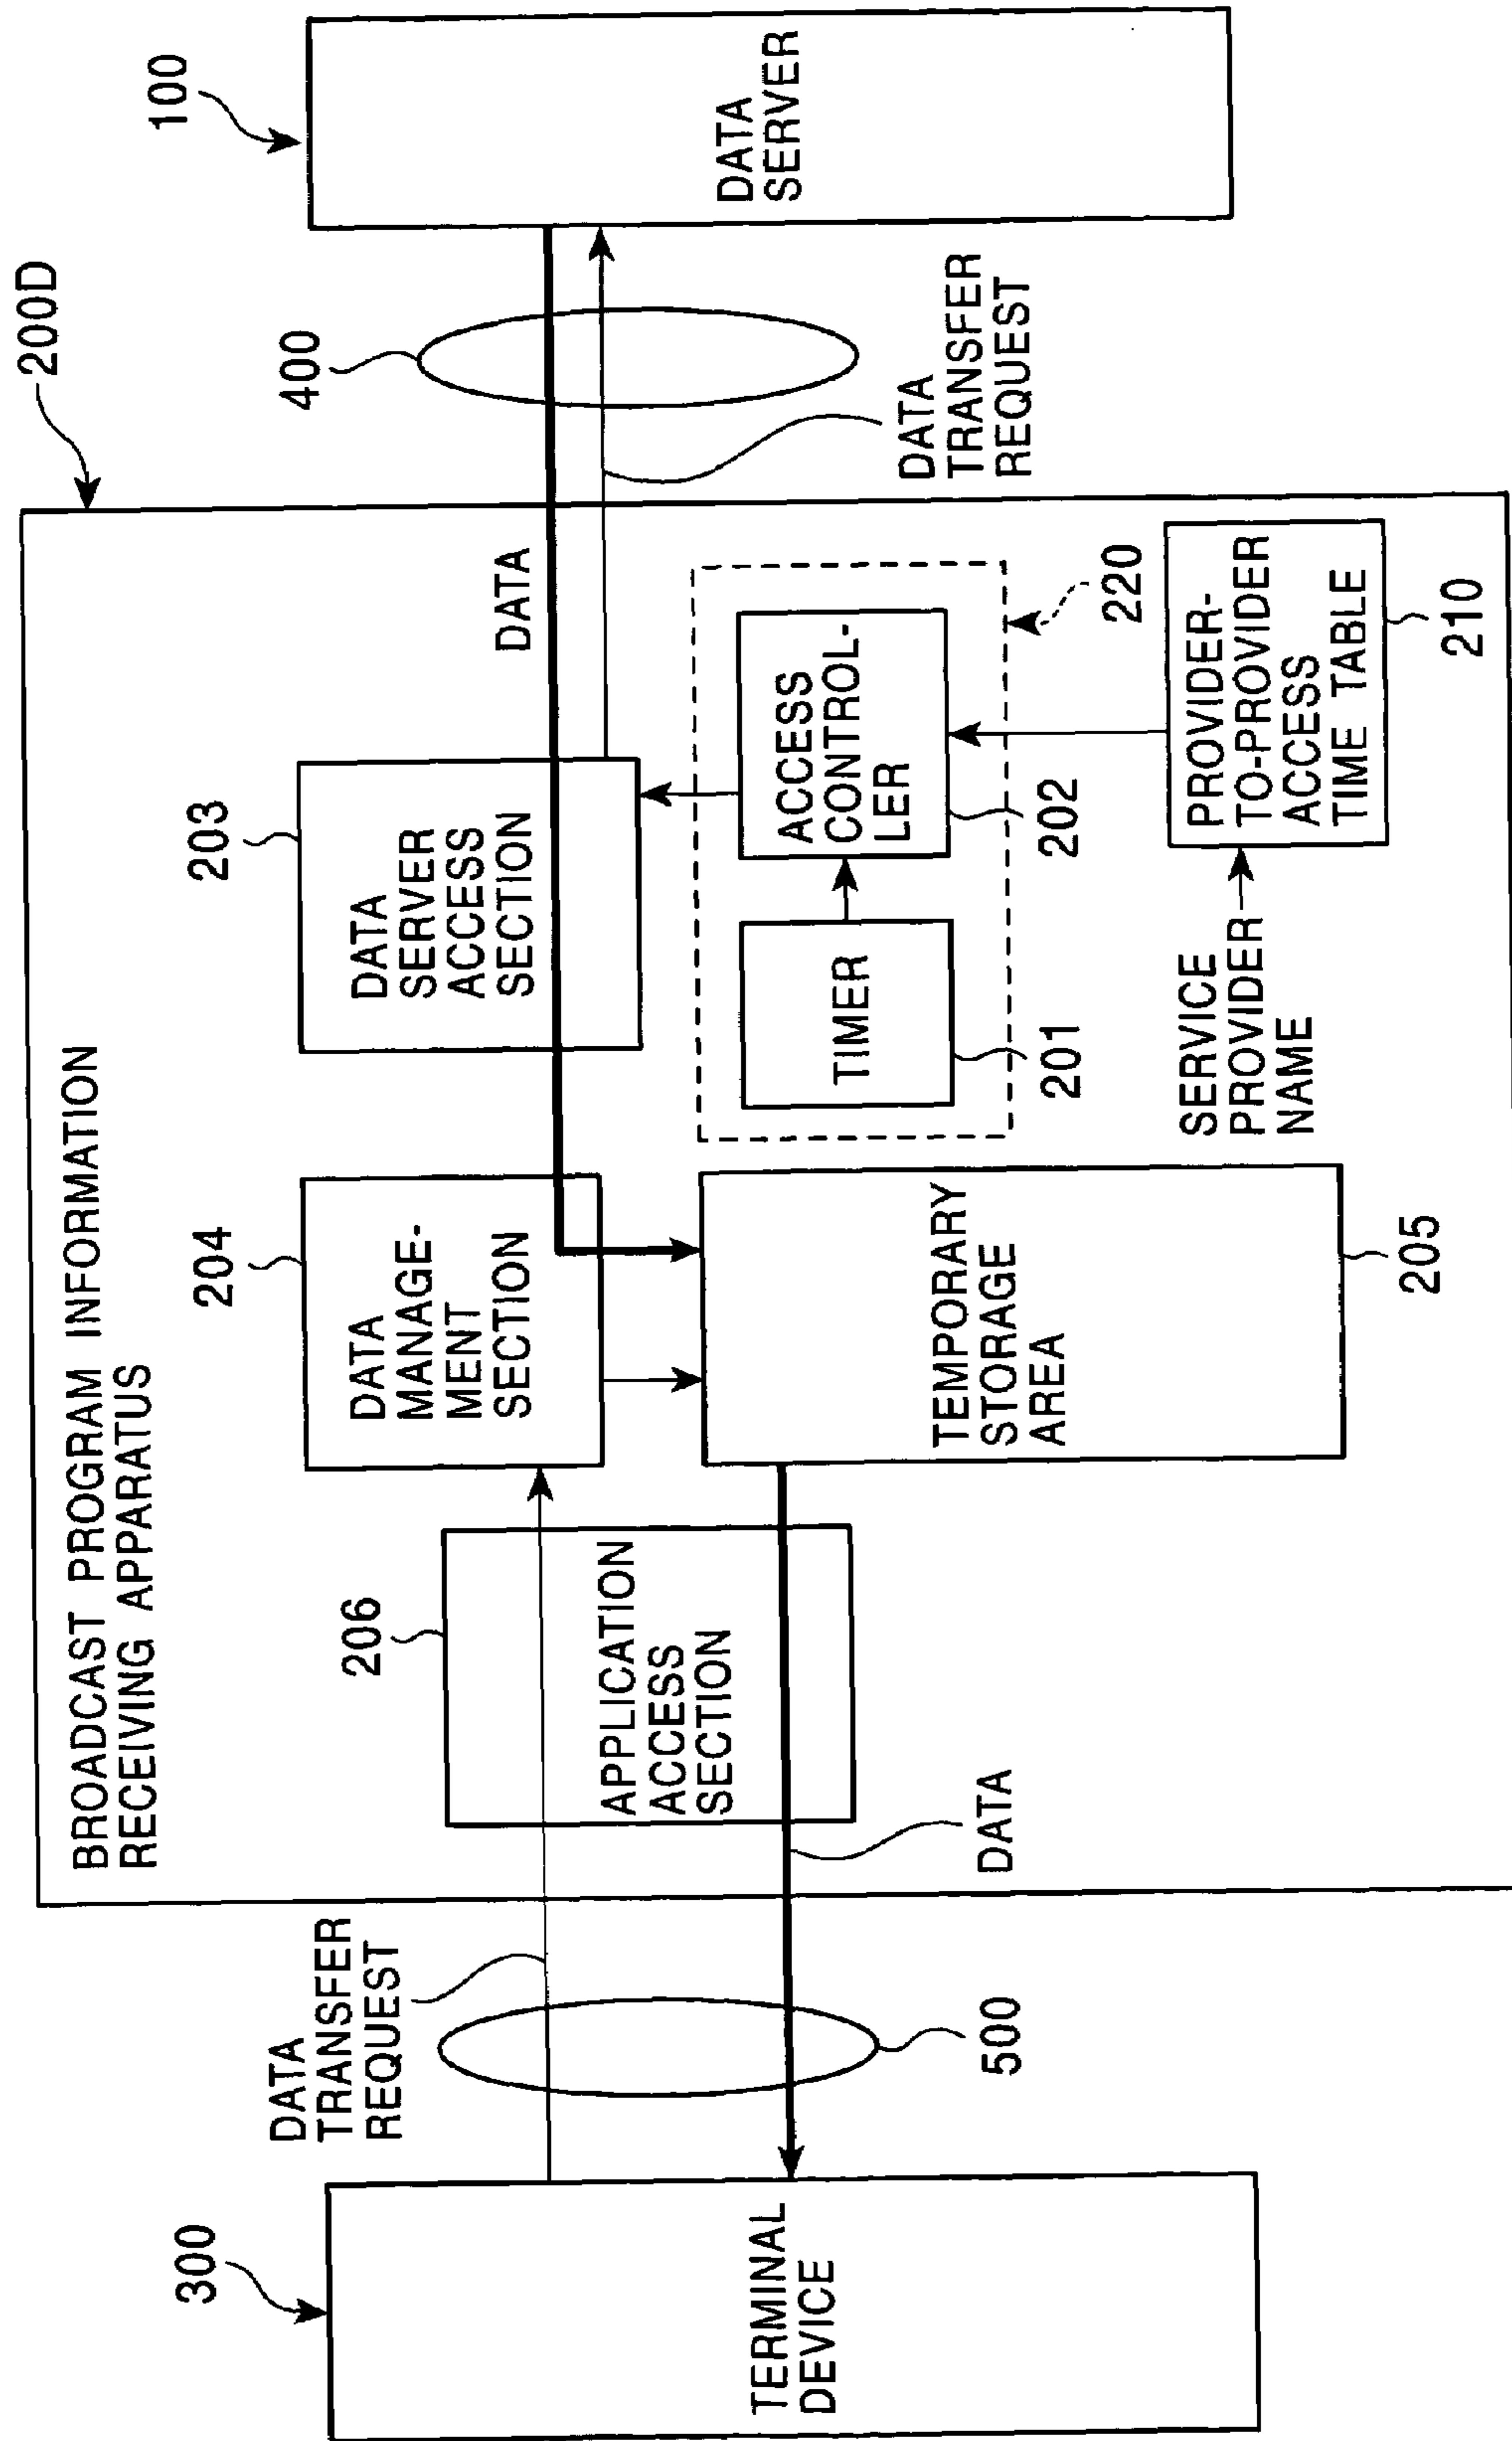 BROADCAST PROGRAM INFORMATION
RECEIVING APPARATUS
200D
300
TERMINAL
DEVICE
DATA
TRANSFER
REQUEST
500
206
APPLICATION
ACCESS
SECTION
DATA
204
DATA
MANAGE-
MENT
SECTION
TEMPORARY
STORAGE
AREA
205
203
DATA
SERVER
ACCESS
SECTION
DATA
TIMER
201
ACCESS
CONTROL-
LER
202
220
SERVICE
PROVIDER
NAME
PROVIDER-
TO-PROVIDER
ACCESS
TIME TABLE
210
400
DATA
TRANSFER
REQUEST
100
DATA
SERVER